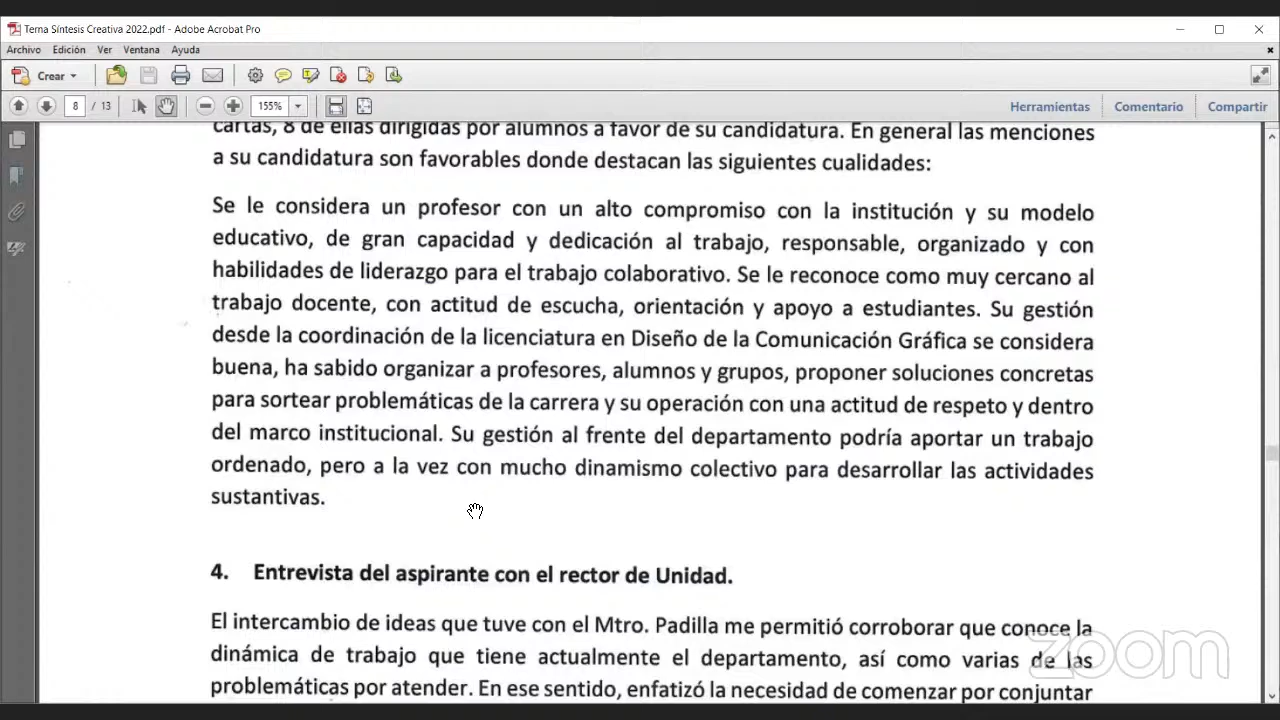 Tema Síntesis Creativa 2022.pdf - Adobe Acrobat Pro
Archivo Edición Ver Ventana Ayuda
Crear
8 / 13 155% Herramientas Comentario Compartir
cartas, 8 de ellas dirigidas por alumnos a favor de su candidatura. En general las menciones
a su candidatura son favorables donde destacan las siguientes cualidades:
Se le considera un profesor con un alto compromiso con la institución y su modelo
educativo, de gran capacidad y dedicación al trabajo, responsable, organizado y con
habilidades de liderazgo para el trabajo colaborativo. Se le reconoce como muy cercano al
trabajo docente, con actitud de escucha, orientación y apoyo a estudiantes. Su gestión
desde la coordinación de la licenciatura en Diseño de la Comunicación Gráfica se considera
buena, ha sabido organizar a profesores, alumnos y grupos, proponer soluciones concretas
para sortear problemáticas de la carrera y su operación con una actitud de respeto y dentro
del marco institucional. Su gestión al frente del departamento podría aportar un trabajo
ordenado, pero a la vez con mucho dinamismo colectivo para desarrollar las actividades
sustantivas.
4. Entrevista del aspirante con el rector de Unidad.
El intercambio de ideas que tuve con el Mtro. Padilla me permitió corroborar que conoce la
dinámica de trabajo que tiene actualmente el departamento, así como varias de las
problemáticas por atender. En ese sentido, enfatizó la necesidad de comenzar por conjuntar
zoom